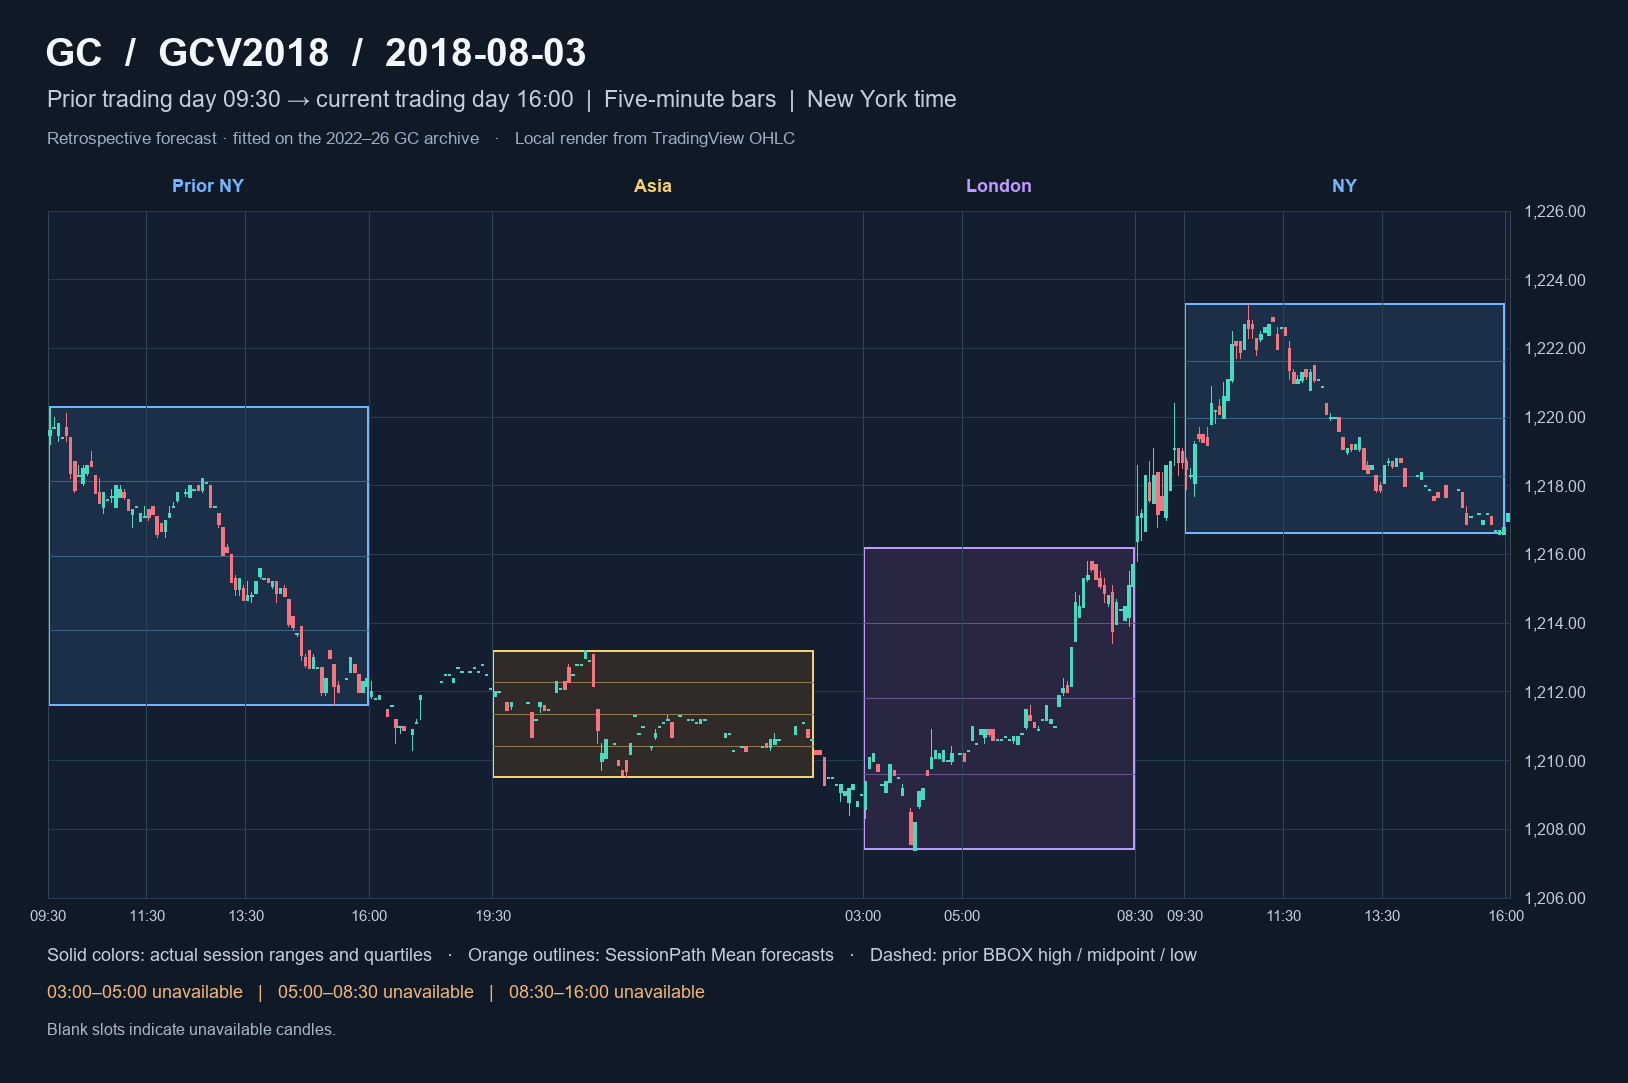 GC / GCV2018 / 2018-08-03
Prior trading day 09:30 → current trading day 16:00 | Five-minute bars | New York time
Retrospective forecast · fitted on the 2022–26 GC archive · Local render from TradingView OHLC
Prior NY Asia London NY
1,226.00
1,224.00
1,222.00
1,220.00
1,218.00
1,216.00
1,214.00
1,212.00
1,210.00
1,208.00
1,206.00
09:30 11:30 13:30 16:00 19:30 03:00 05:00 08:30 09:30 11:30 13:30 16:00
Solid colors: actual session ranges and quartiles · Orange outlines: SessionPath Mean forecasts · Dashed: prior BBOX high / midpoint / low
03:00–05:00 unavailable | 05:00–08:30 unavailable | 08:30–16:00 unavailable
Blank slots indicate unavailable candles.